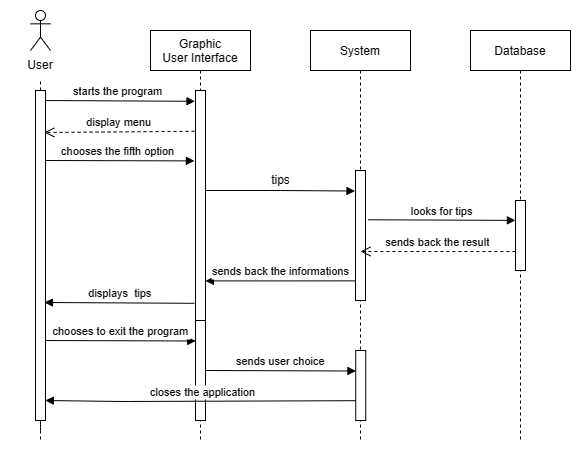 User
Graphic
User Interface
System
Database
starts the program
display menu
chooses the fifth option
tips
looks for tips
sends back the result
sends back the informations
displays tips
chooses to exit the program
sends user choice
closes the application